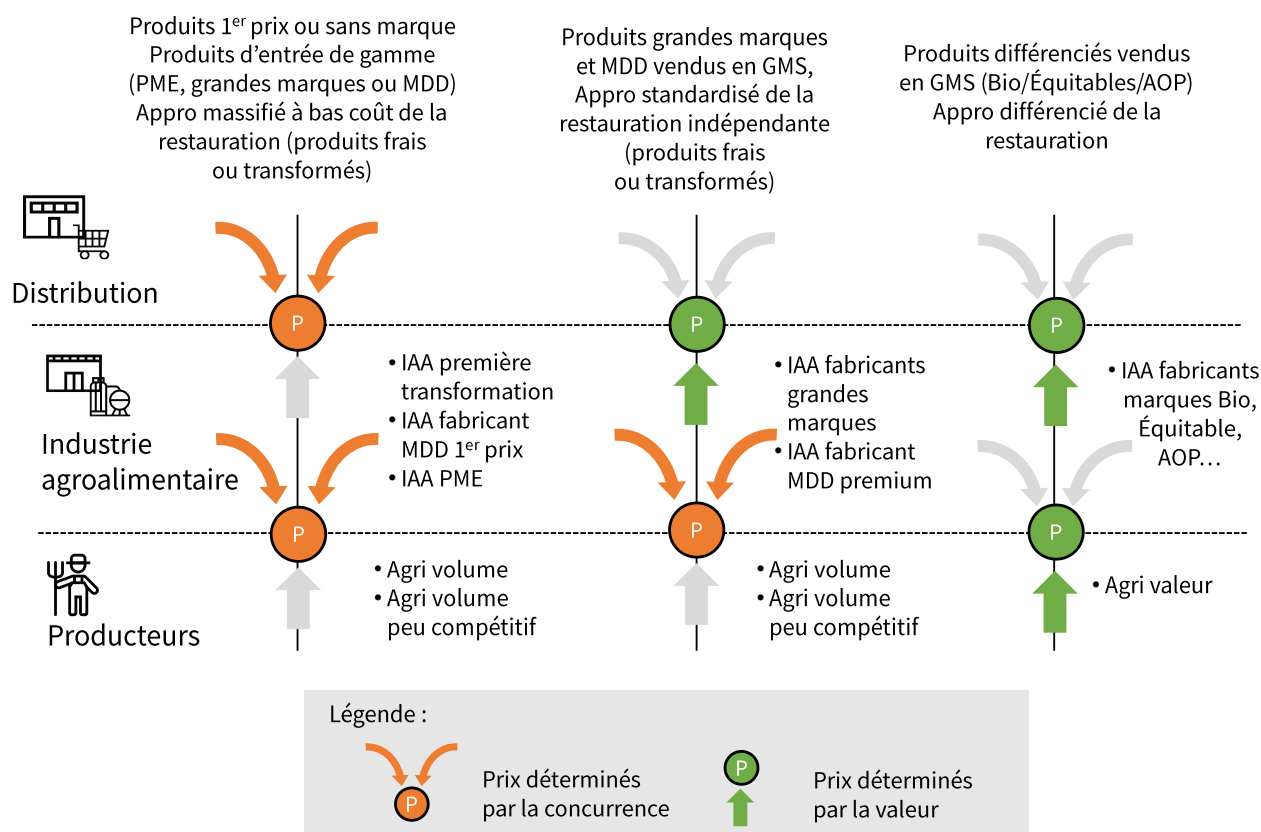 Produits 1er prix ou sans marque
Produits d’entrée de gamme
(PME, grandes marques ou MDD)
Appro massifié à bas coût de la
restauration (produits frais
ou transformés)
Produits grandes marques
et MDD vendus en GMS,
Appro standardisé de la
restauration indépendante
(produits frais
ou transformés)
Produits différenciés vendus
en GMS (Bio/Équitables/AOP)
Appro différencié de la
restauration
Distribution
P
P
P
Industrie
agroalimentaire
• IAA première
transformation
• IAA fabricant
MDD 1er prix
• IAA PME
• IAA fabricants
grandes
marques
• IAA fabricant
MDD premium
• IAA fabricants
marques Bio,
Équitable,
AOP…
P
P
P
Producteurs
• Agri volume
• Agri volume
peu compétitif
• Agri volume
• Agri volume
peu compétitif
• Agri valeur
Légende :
P
Prix déterminés
par la concurrence
P
Prix déterminés
par la valeur